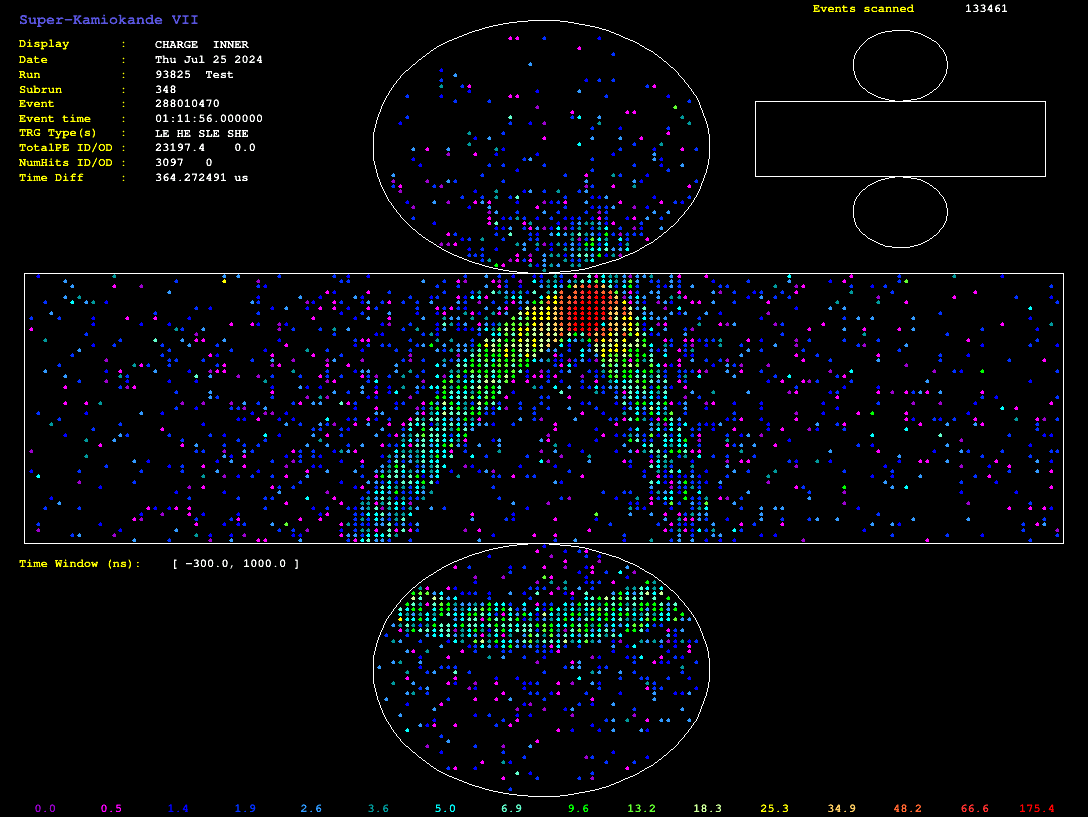 Super-Kamiokande VII
Events scanned 133461
Display : CHARGE INNER
Date : Thu Jul 25 2024
Run : 93825 Test
Subrun : 348
Event : 288010470
Event time : 01:11:56.000000
TRG Type(s) : LE HE SLE SHE
TotalPE ID/OD : 23197.4 0.0
NumHits ID/OD : 3097 0
Time Diff : 364.272491 us
Time Window (ns): [ -300.0, 1000.0 ]
0.0 0.5 1.4 1.9 2.6 3.6 5.0 6.9 9.6 13.2 18.3 25.3 34.9 48.2 66.6 175.4